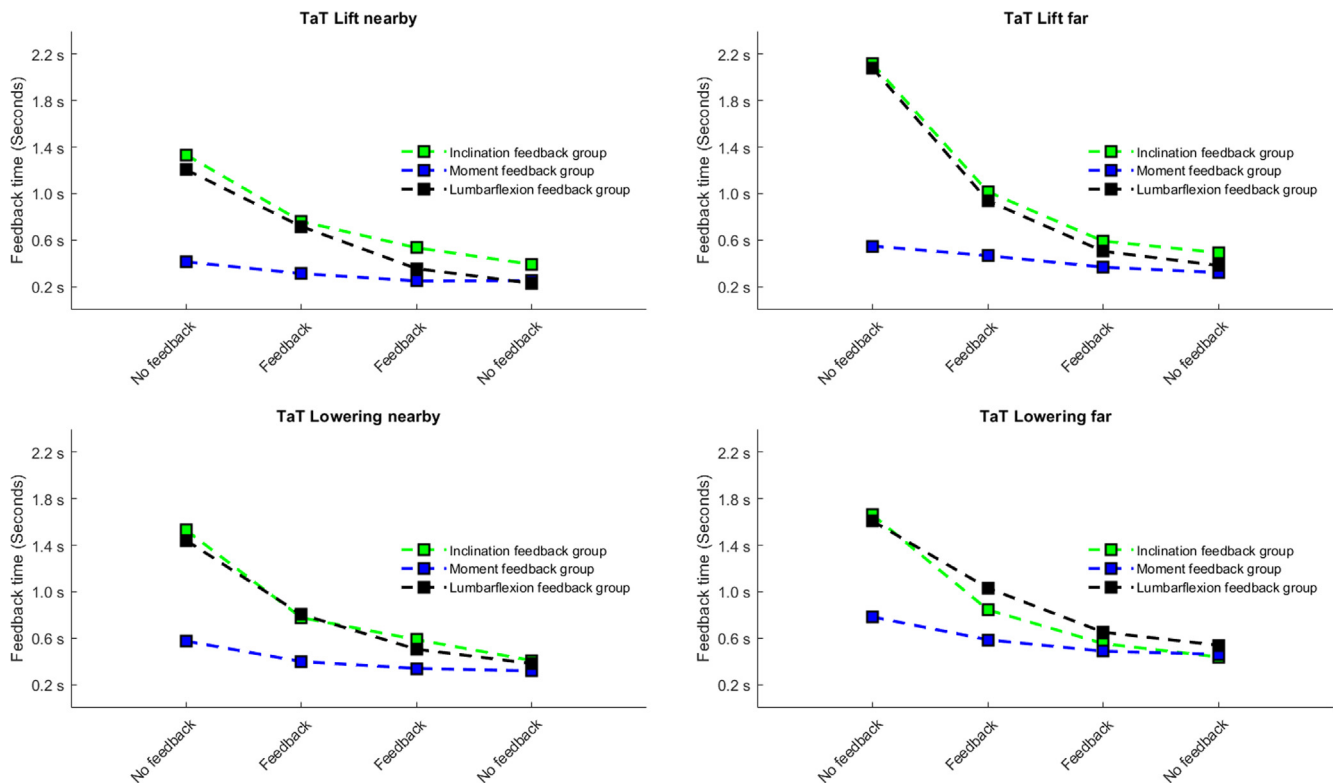 TaT Lift nearby
Feedback time (Seconds)
2.2 s
1.8 s
1.4 s
1.0 s
0.6 s
0.2 s
Inclination feedback group
Moment feedback group
Lumbarflexion feedback group
No feedback
Feedback
Feedback
No feedback
TaT Lift far
Feedback time (Seconds)
2.2 s
1.8 s
1.4 s
1.0 s
0.6 s
0.2 s
Inclination feedback group
Moment feedback group
Lumbarflexion feedback group
No feedback
Feedback
Feedback
No feedback
TaT Lowering nearby
Feedback time (Seconds)
2.2 s
1.8 s
1.4 s
1.0 s
0.6 s
0.2 s
Inclination feedback group
Moment feedback group
Lumbarflexion feedback group
No feedback
Feedback
Feedback
No feedback
TaT Lowering far
Feedback time (Seconds)
2.2 s
1.8 s
1.4 s
1.0 s
0.6 s
0.2 s
Inclination feedback group
Moment feedback group
Lumbarflexion feedback group
No feedback
Feedback
Feedback
No feedback